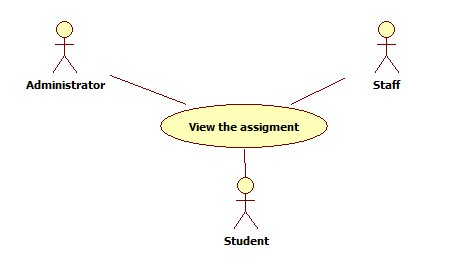 Administrator
Staff
View the assigment
Student